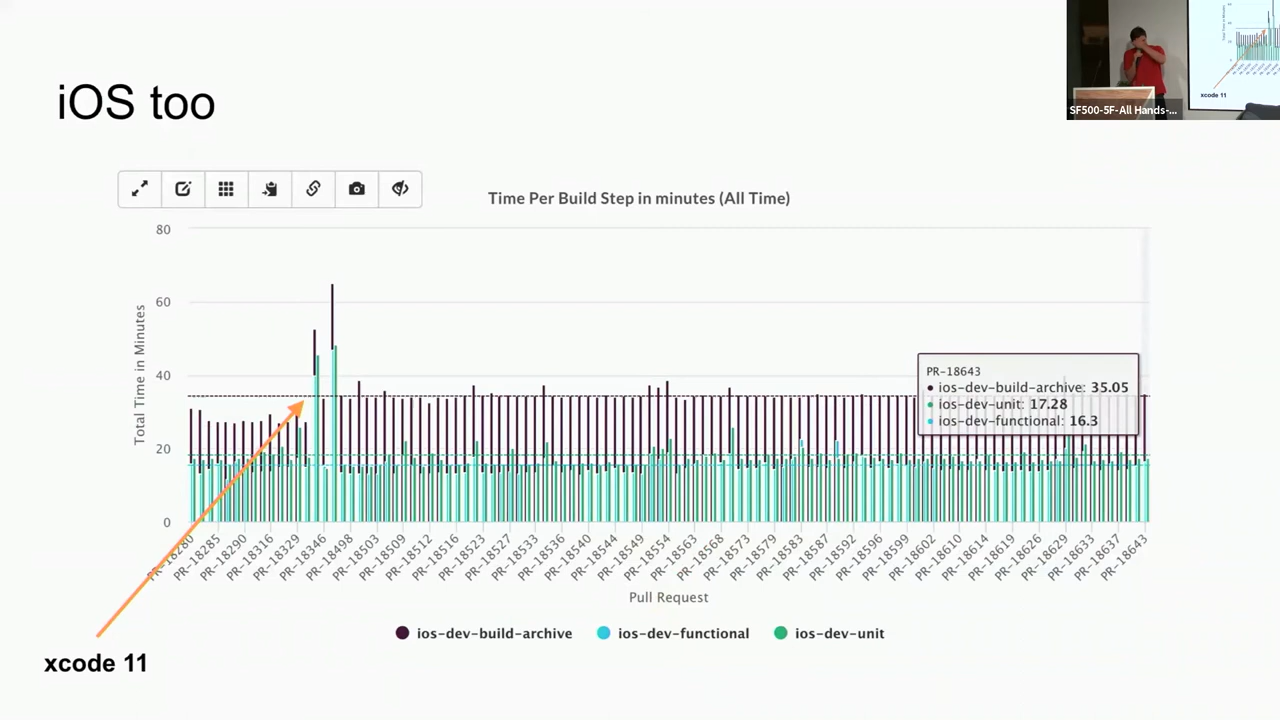 iOS too
SF500-5F-All Hands-...
xcode 11
Time Per Build Step in minutes (All Time)
80
60
40
20
0
Total Time in Minutes
PR-18643
ios-dev-build-archive: 35.05
ios-dev-unit: 17.28
ios-dev-functional: 16.3
PR-18280
PR-18285
PR-18290
PR-18316
PR-18329
PR-18346
PR-18498
PR-18503
PR-18509
PR-18512
PR-18516
PR-18523
PR-18527
PR-18533
PR-18536
PR-18540
PR-18544
PR-18549
PR-18554
PR-18563
PR-18568
PR-18573
PR-18579
PR-18583
PR-18587
PR-18592
PR-18596
PR-18599
PR-18602
PR-18610
PR-18614
PR-18619
PR-18626
PR-18629
PR-18633
PR-18637
PR-18643
Pull Request
ios-dev-build-archive
ios-dev-functional
ios-dev-unit
xcode 11